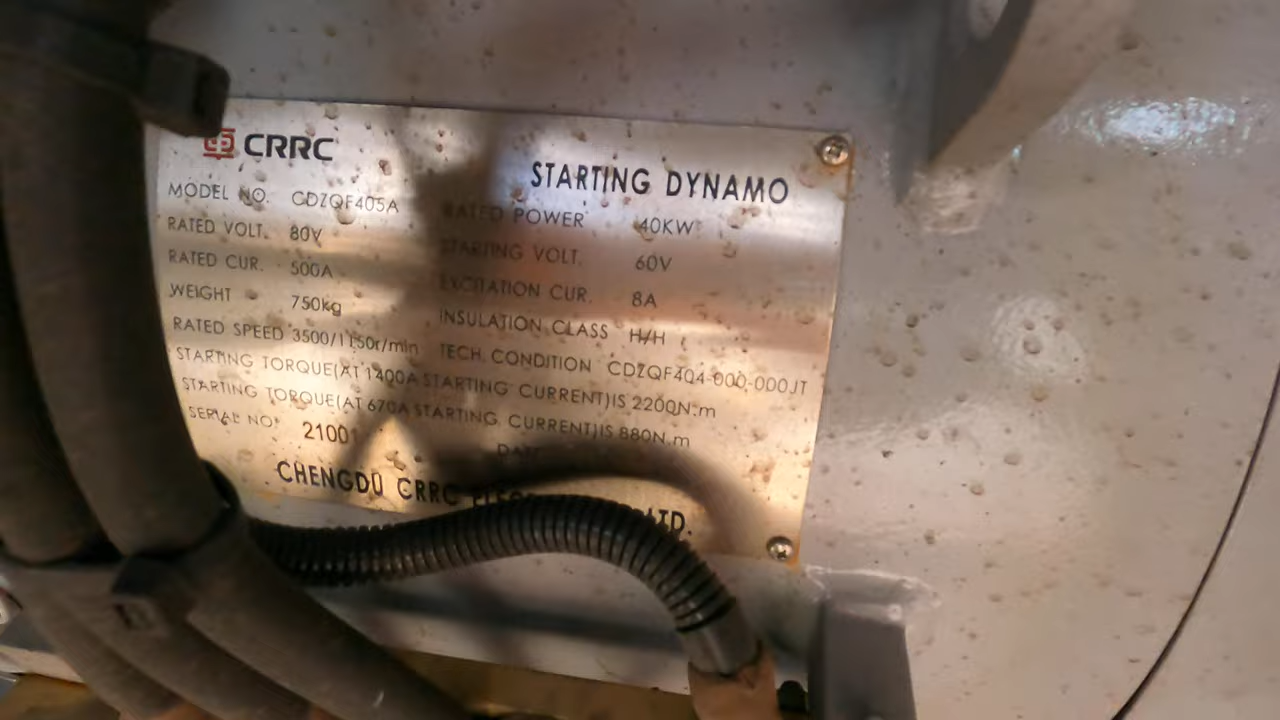 CRRC
STARTING DYNAMO
MODEL NO. CDZQF405A RATED POWER 40KW
RATED VOLT. 80V STARTING VOLT. 60V
RATED CUR. 500A EXCITATION CUR. 8A
WEIGHT 750kg INSULATION CLASS H/H
RATED SPEED 3500/1150r/min TECH. CONDITION CDZQF404-000-000JT
STARTING TORQUE(AT 1400A STARTING CURRENT)IS 2200N.m
STARTING TORQUE(AT 670A STARTING CURRENT)IS 880N.m
SERIAL NO. 21001 DATE
CHENGDU CRRC LTD.